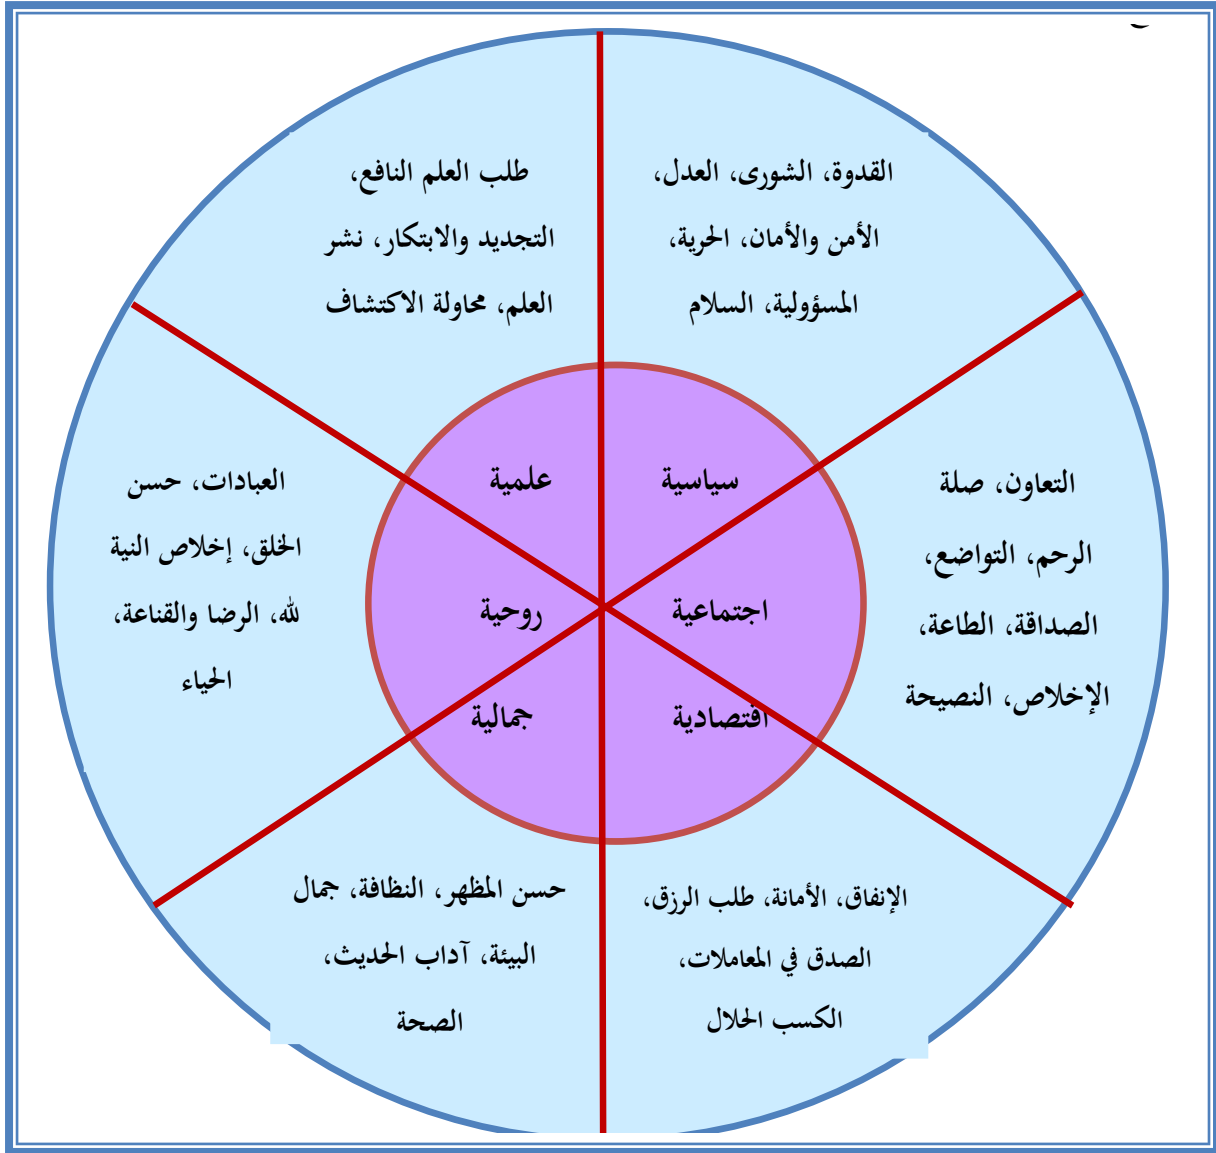 القدوة، الشورى، العدل،
الأمن والأمان، الحرية،
المسؤولية، السلام
طلب العلم النافع،
التجديد والابتكار، نشر
العلم، محاولة الاكتشاف
سياسية
علمية
التعاون، صلة
الرحم، التواضع،
الصداقة، الطاعة،
الإخلاص، النصيحة
العبادات، حسن
الخلق، إخلاص النية
لله، الرضا والقناعة،
الحياء
اجتماعية
روحية
اقتصادية
جمالية
الإنفاق، الأمانة، طلب الرزق،
الصدق في المعاملات،
الكسب الحلال
حسن المظهر، النظافة، جمال
البيئة، آداب الحديث،
الصحة